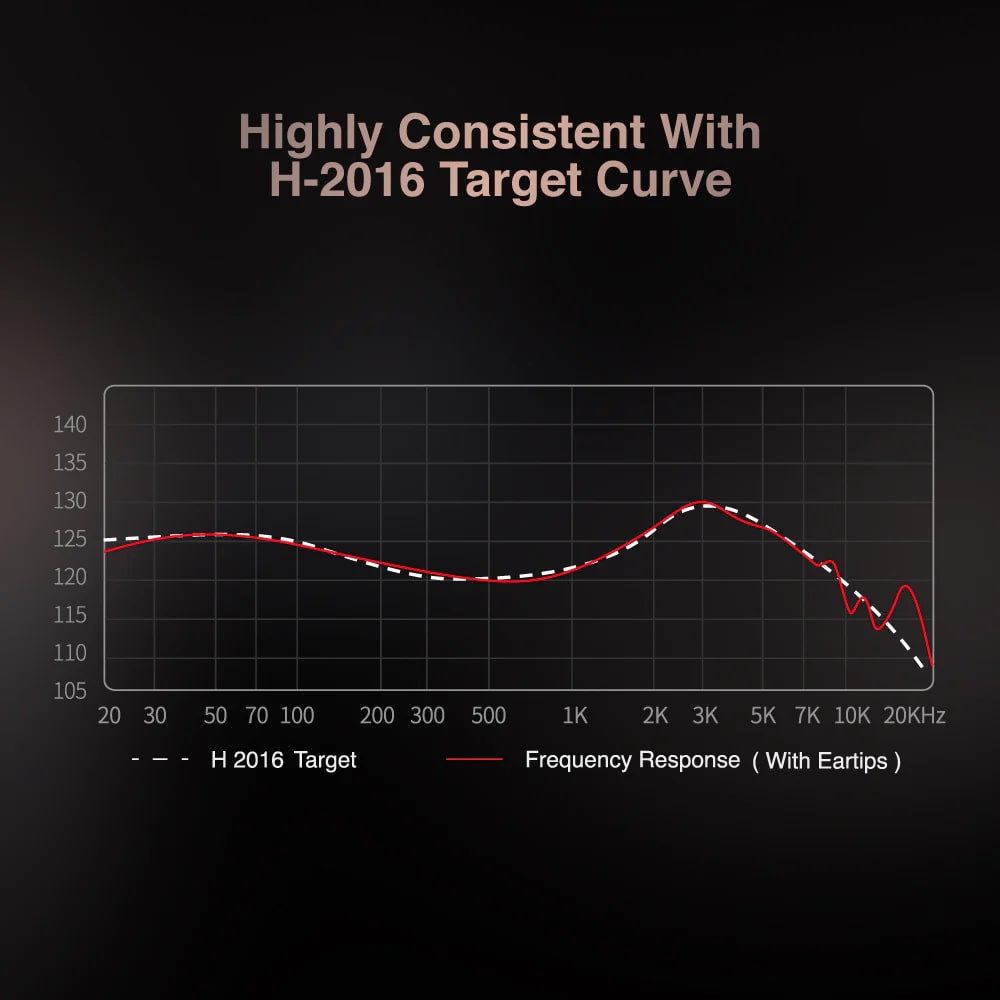 Highly Consistent With
H-2016 Target Curve
140
135
130
125
120
115
110
105
20 30 50 70 100 200 300 500 1K 2K 3K 5K 7K 10K 20KHz
H 2016 Target Frequency Response ( With Eartips )